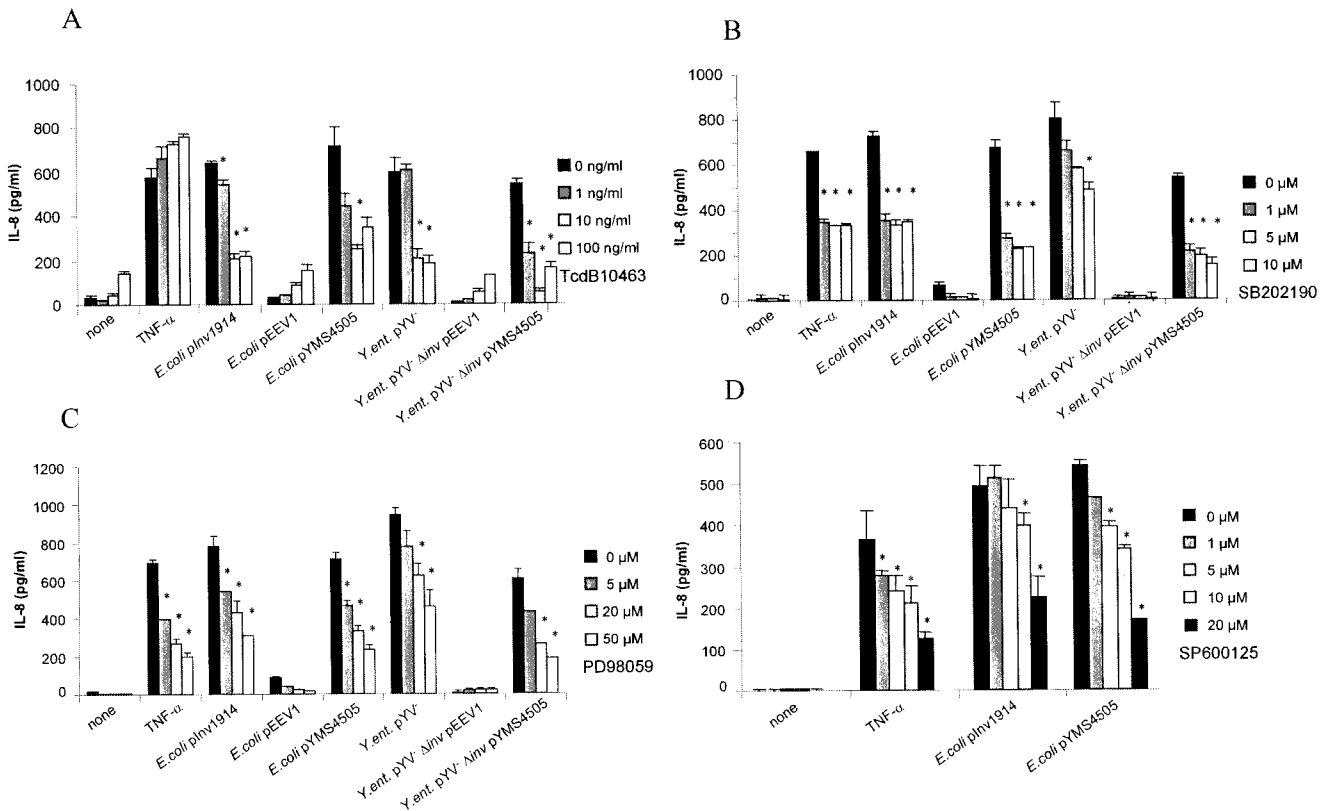 A
IL-8 (pg/ml)
1000
800
600
400
200
0
none
TNF-α
E.coli pInv1914
E.coli pEEV1
E.coli pYMS4505
Y.ent. pYV-
Y.ent. pYV- Δinv pEEV1
Y.ent. pYV- Δinv pYMS4505
0 ng/ml
1 ng/ml
10 ng/ml
100 ng/ml
TcdB10463
B
IL-8 (pg/ml)
1000
800
600
400
200
0
none
TNF-α
E.coli pInv1914
E.coli pEEV1
E.coli pYMS4505
Y.ent. pYV-
Y.ent. pYV- Δinv pEEV1
Y.ent. pYV- Δinv pYMS4505
0 µM
1 µM
5 µM
10 µM
SB202190
C
IL-8 (pg/ml)
1200
1000
800
600
400
200
0
none
TNF-α
E.coli pInv1914
E.coli pEEV1
E.coli pYMS4505
Y.ent. pYV-
Y.ent. pYV- Δinv pEEV1
Y.ent. pYV- Δinv pYMS4505
0 µM
5 µM
20 µM
50 µM
PD98059
D
IL-8 (pg/ml)
600
500
400
300
200
100
0
none
TNF-α
E.coli pInv1914
E.coli pYMS4505
0 µM
1 µM
5 µM
10 µM
20 µM
SP600125